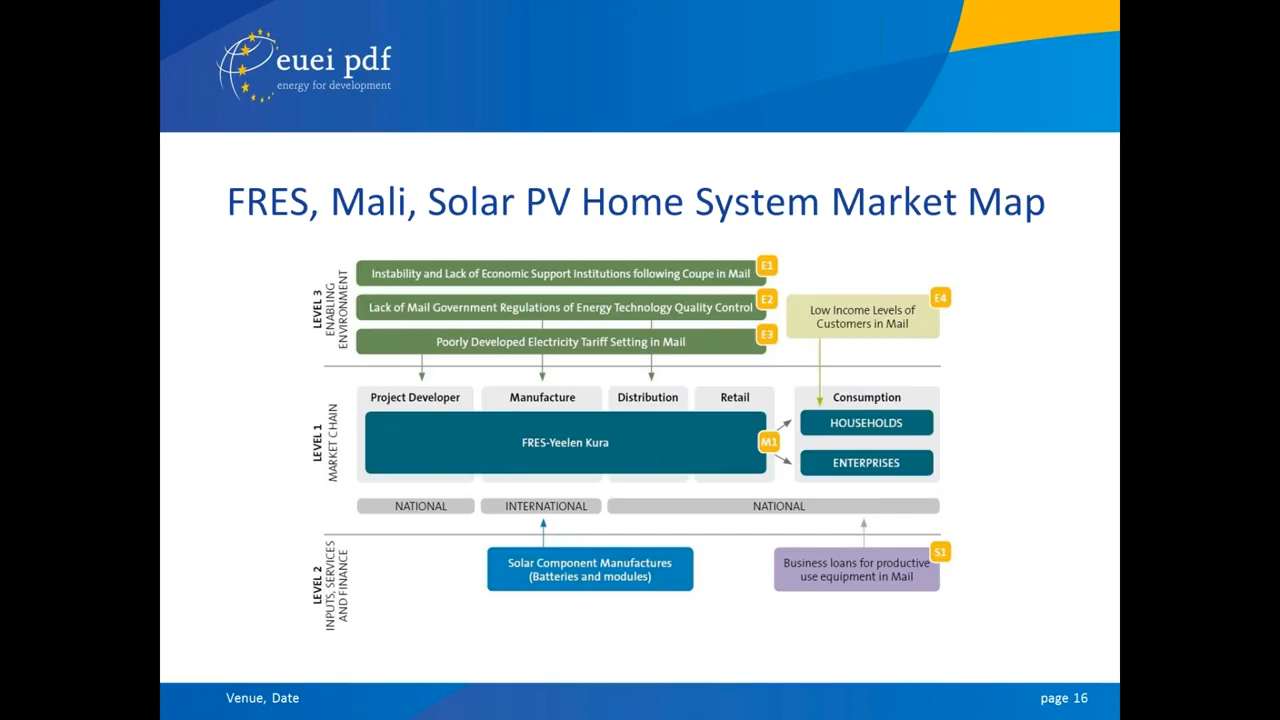 euei pdf
energy for development
FRES, Mali, Solar PV Home System Market Map
LEVEL 3
ENABLING
ENVIRONMENT
Instability and Lack of Economic Support Institutions following Coupe in Mail
E1
Lack of Mail Government Regulations of Energy Technology Quality Control
E2
Poorly Developed Electricity Tariff Setting in Mail
E3
Low Income Levels of
Customers in Mail
E4
LEVEL 1
MARKET CHAIN
Project Developer
Manufacture
Distribution
Retail
Consumption
FRES-Yeelen Kura
M1
HOUSEHOLDS
ENTERPRISES
NATIONAL
INTERNATIONAL
NATIONAL
LEVEL 2
INPUTS, SERVICES
AND FINANCE
Solar Component Manufactures
(Batteries and modules)
Business loans for productive
use equipment in Mail
S1
Venue, Date
page 16